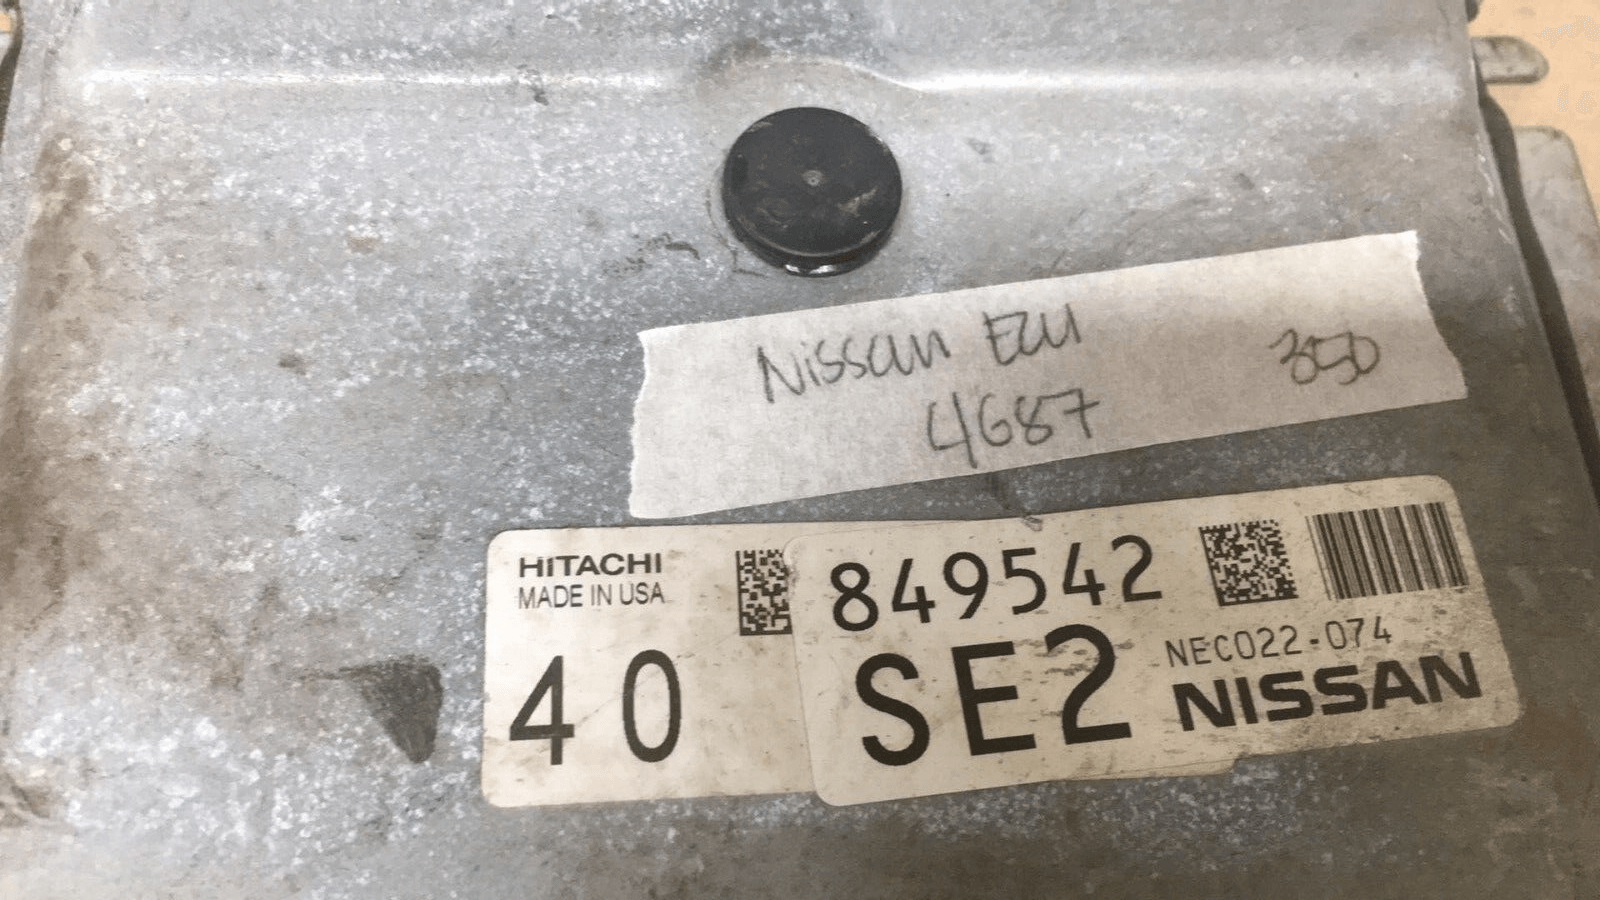 Nissan ECU 350
4687
HITACHI
MADE IN USA
40
849542
SE2
NEC022-074
NISSAN